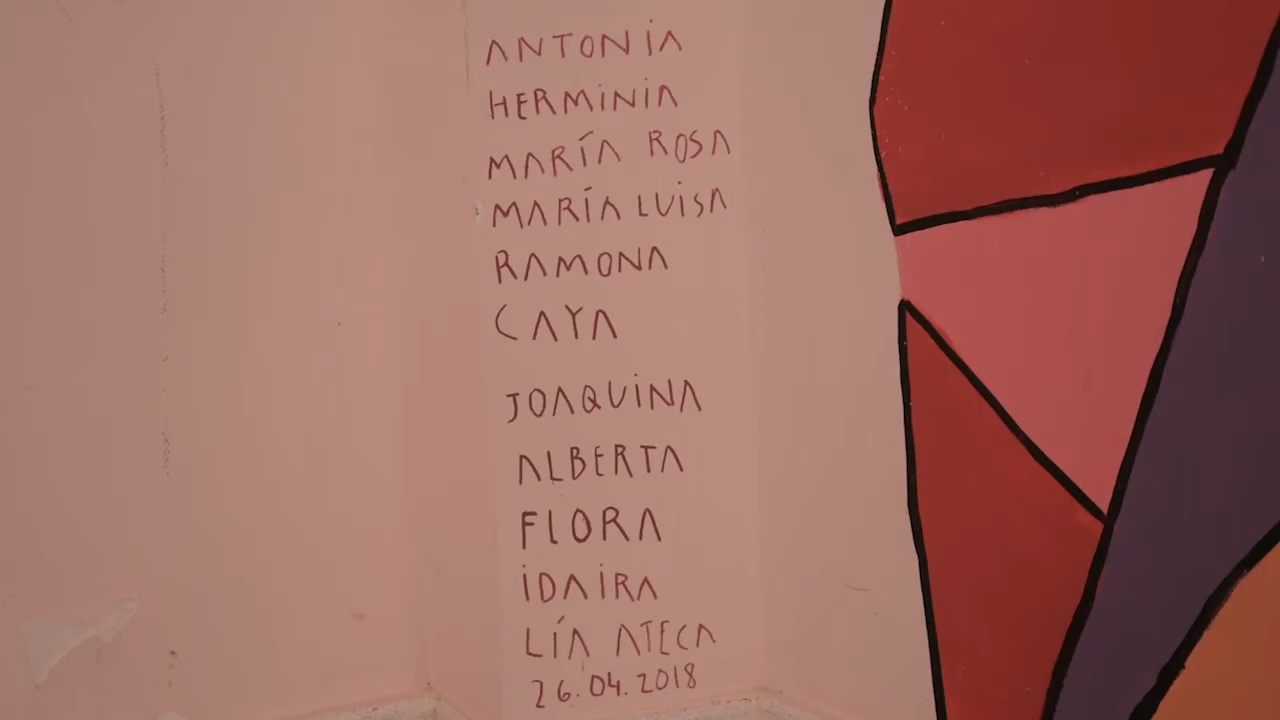 ANTONiA
HERMiNiA
MARÍA ROSA
MARÍA LUiSA
RAMONA
CAYA
JOAQUiNA
ALBERTA
FLORA
iDAiRA
LÍA ATECA
26.04.2018